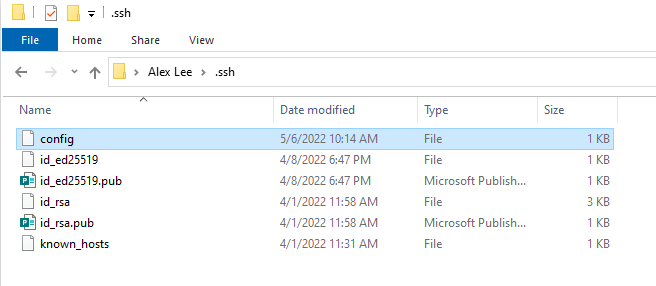 .ssh
File Home Share View
Alex Lee .ssh
Name Date modified Type Size
config 5/6/2022 10:14 AM File 1 KB
id_ed25519 4/8/2022 6:47 PM File 1 KB
id_ed25519.pub 4/8/2022 6:47 PM Microsoft Publish... 1 KB
id_rsa 4/1/2022 11:58 AM File 3 KB
id_rsa.pub 4/1/2022 11:58 AM Microsoft Publish... 1 KB
known_hosts 4/1/2022 11:31 AM File 1 KB